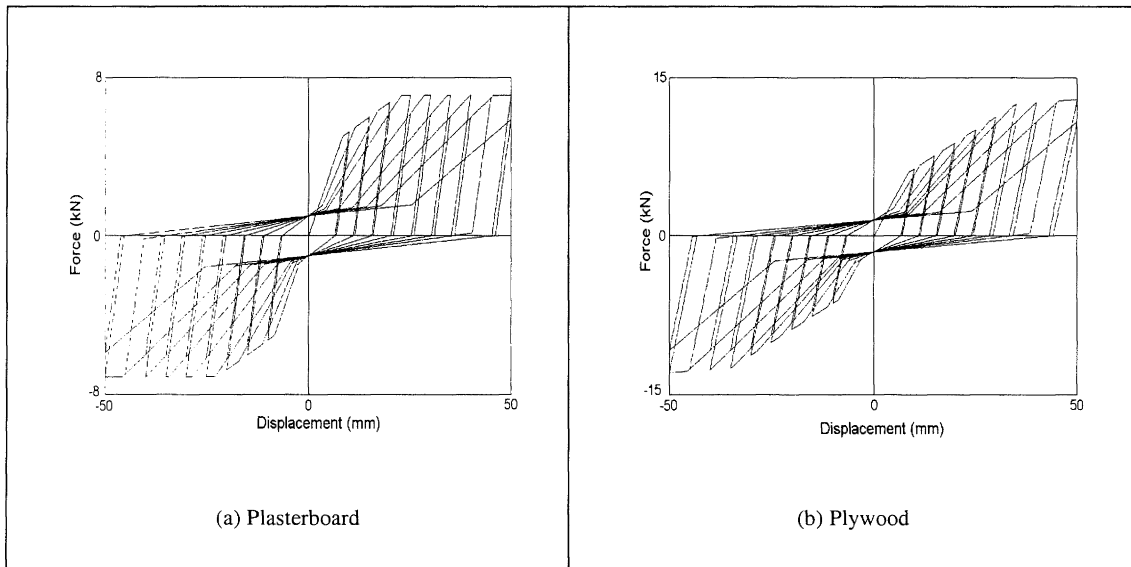 8
Force (kN)
0
-8
-50
0
50
Displacement (mm)
(a) Plasterboard
15
Force (kN)
0
-15
-50
0
50
Displacement (mm)
(b) Plywood